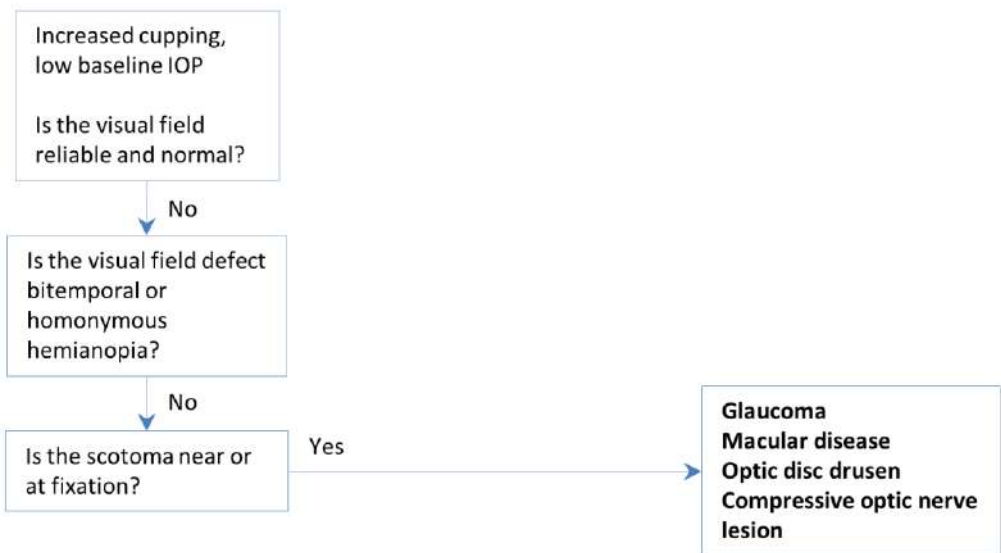 Increased cupping,
low baseline IOP
Is the visual field
reliable and normal?
No
Is the visual field defect
bitemporal or
homonymous
hemianopia?
No
Is the scotoma near or
at fixation?
Yes
Glaucoma
Macular disease
Optic disc drusen
Compressive optic nerve
lesion